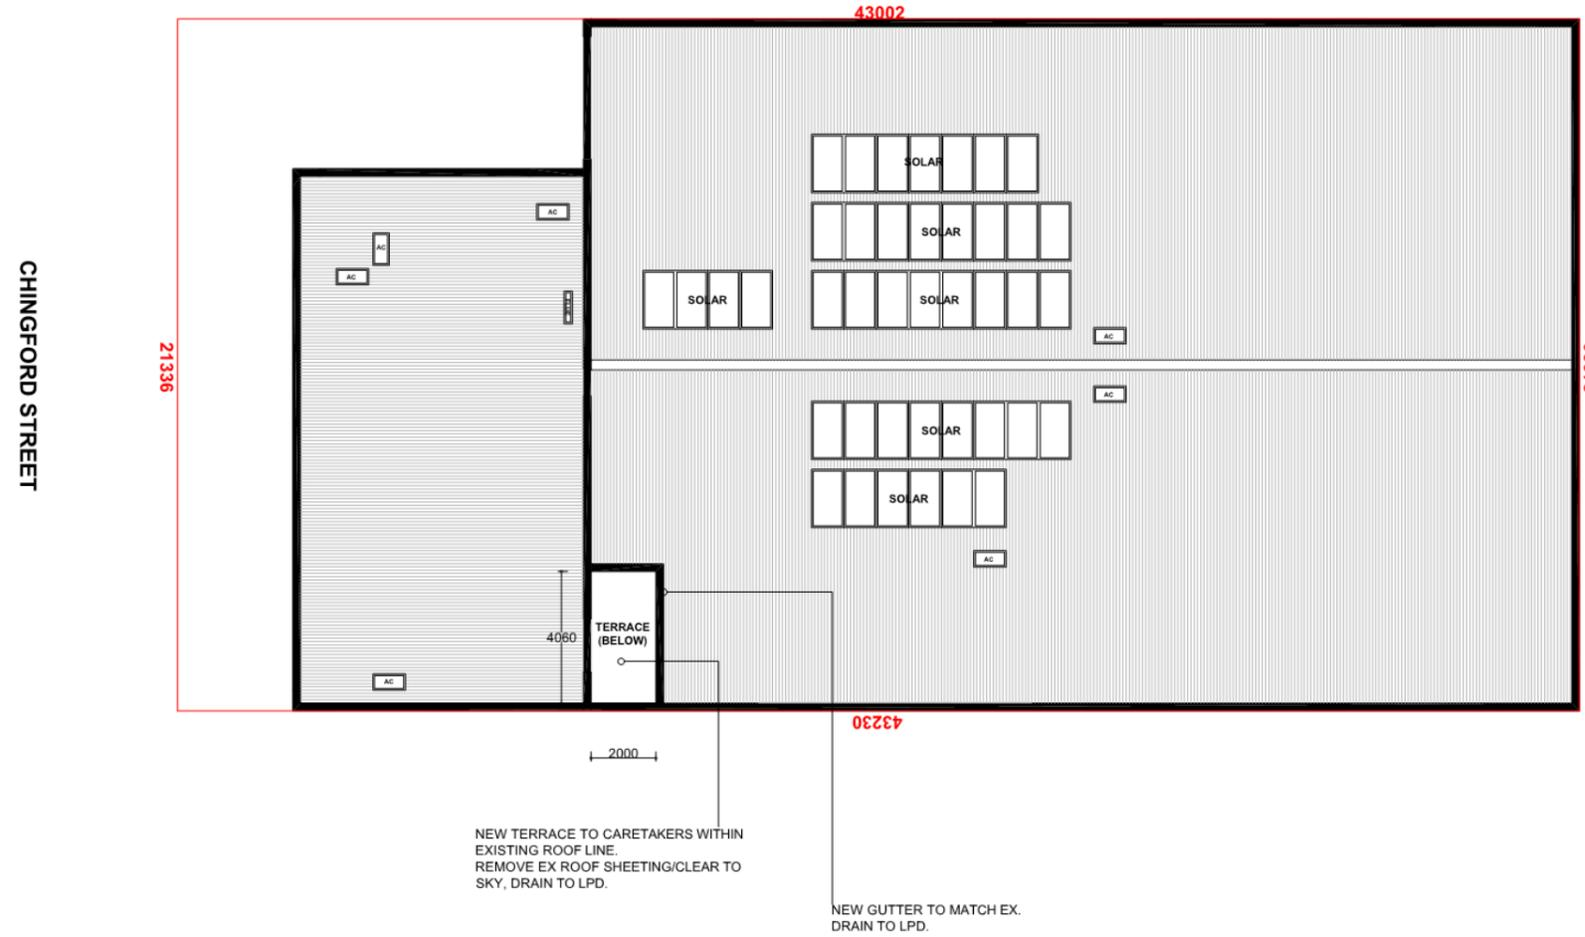 43002
SOLAR
AC
SOLAR
AC
AC
SOLAR
SOLAR
AC
CHINGFORD STREET
21336
AC
SOLAR
SOLAR
AC
TERRACE
(BELOW)
4060
AC
43230
2000
NEW TERRACE TO CARETAKERS WITHIN
EXISTING ROOF LINE.
REMOVE EX ROOF SHEETING/CLEAR TO
SKY, DRAIN TO LPD.
NEW GUTTER TO MATCH EX.
DRAIN TO LPD.